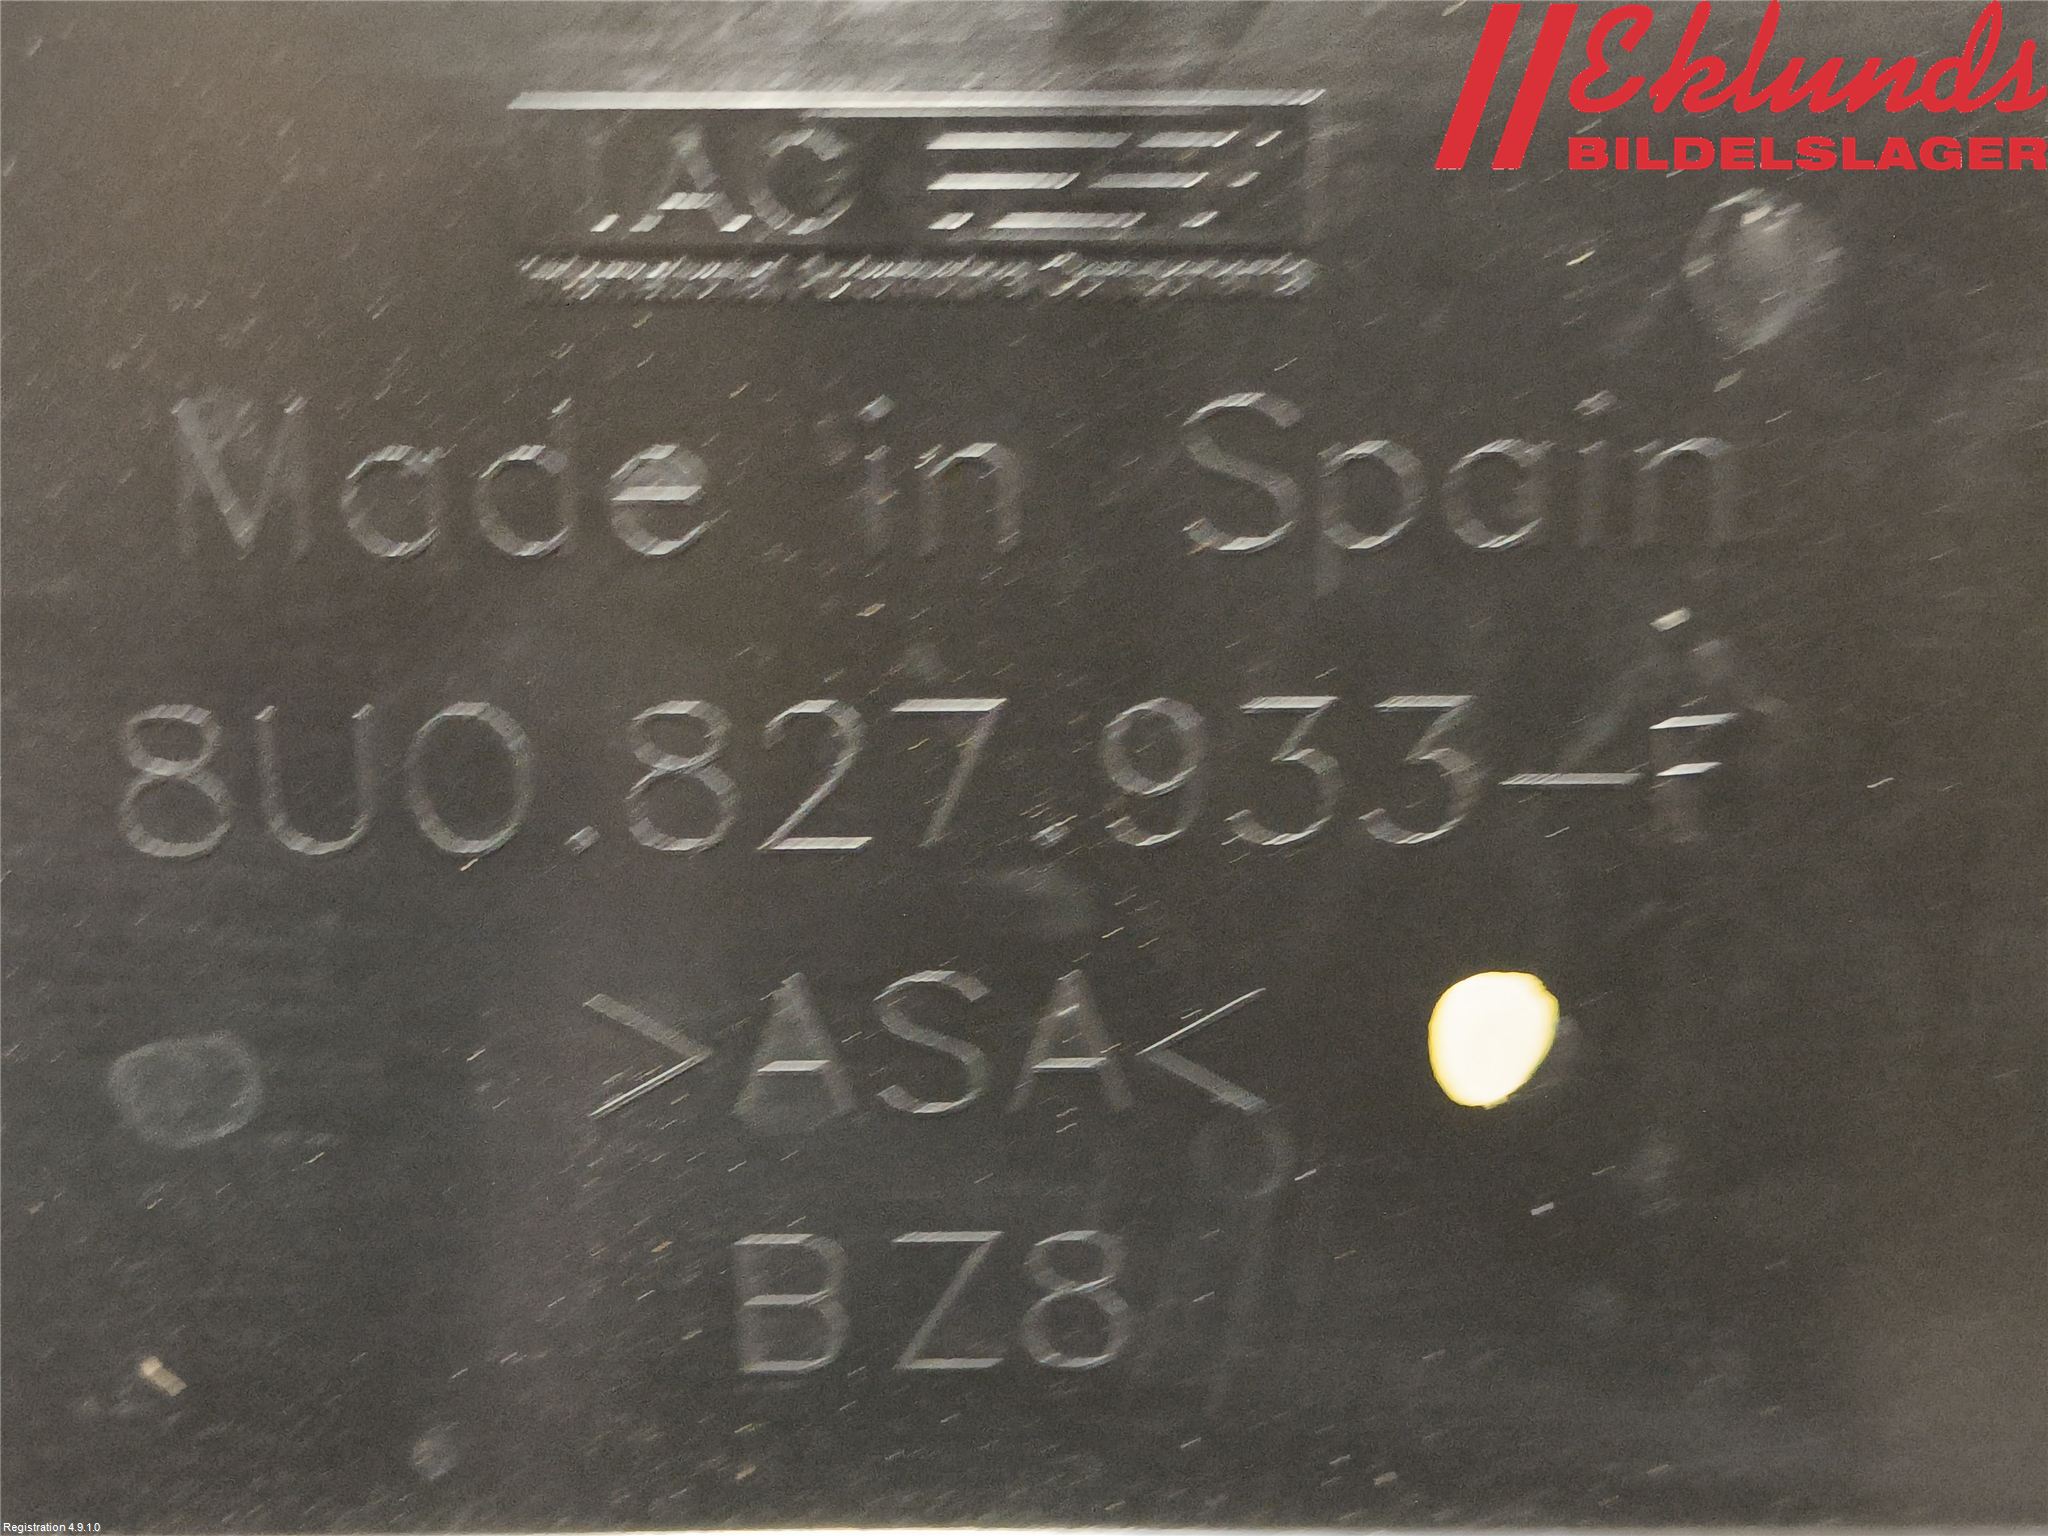 Eklunds
BILDELSLAGER
IAC
Made in Spain
8U0.827.933-F
>ASA<
BZ8
Registration 4.9.1.0